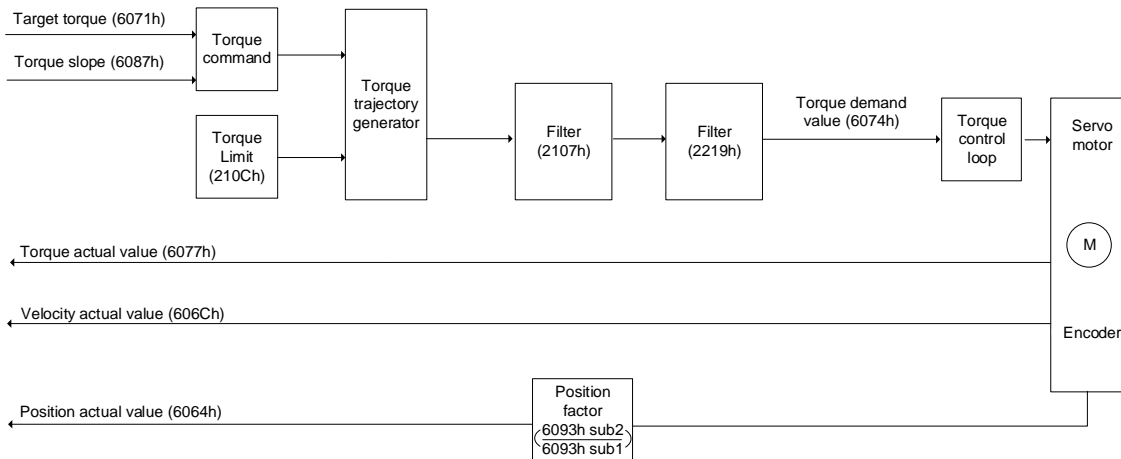 Target torque (6071h)
Torque slope (6087h)
Torque
command
Torque
Limit
(210Ch)
Torque
trajectory
generator
Filter
(2107h)
Filter
(2219h)
Torque demand
value (6074h)
Torque
control
loop
Servo
motor
M
Encoder
Torque actual value (6077h)
Velocity actual value (606Ch)
Position actual value (6064h)
Position
factor
(6093h sub2
6093h sub1)